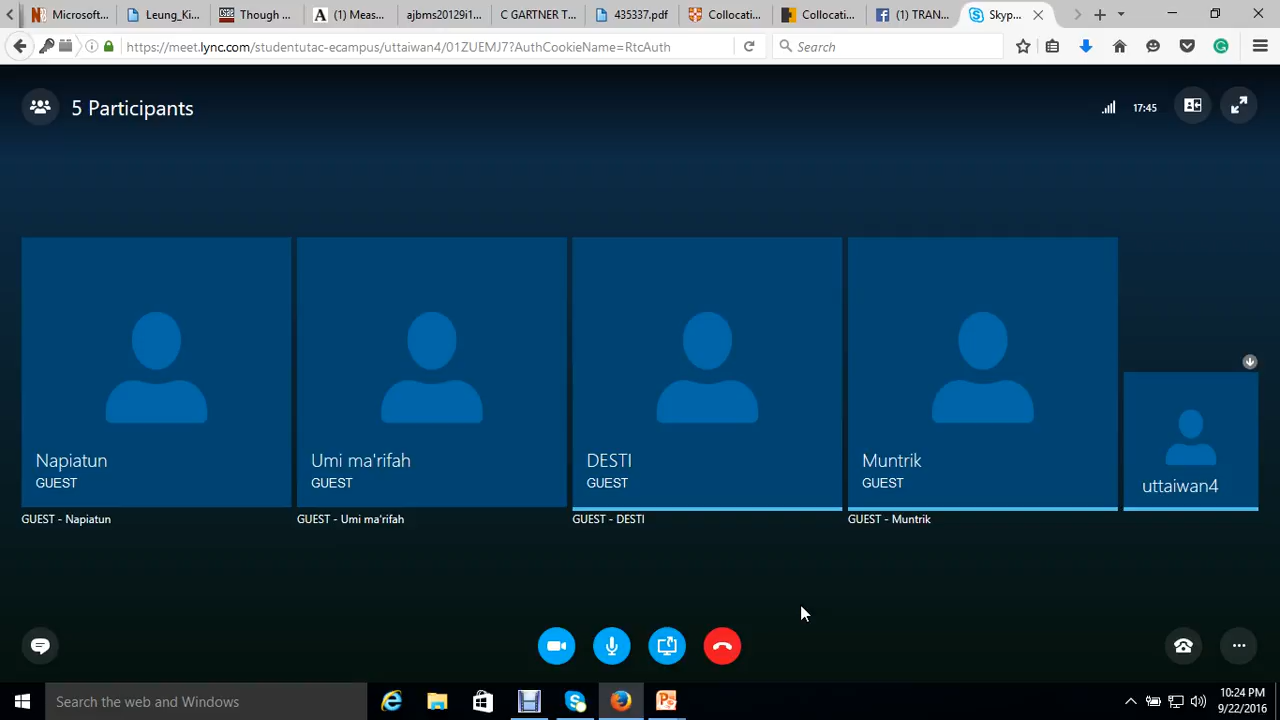 Microsof...
Leung_Ki...
Though ...
(1) Meas...
ajbms20129i1...
C GARTNER T...
435337.pdf
Collocati...
Collocati...
(1) TRAN...
Skyp...
https://meet.lync.com/studentutac-ecampus/uttaiwan4/01ZUEMJ7?AuthCookieName=RtcAuth
Search
5 Participants
17:45
Napiatun
GUEST
GUEST - Napiatun
Umi ma'rifah
GUEST
GUEST - Umi ma'rifah
DESTI
GUEST
GUEST - DESTI
Muntrik
GUEST
GUEST - Muntrik
uttaiwan4
Search the web and Windows
10:24 PM
9/22/2016